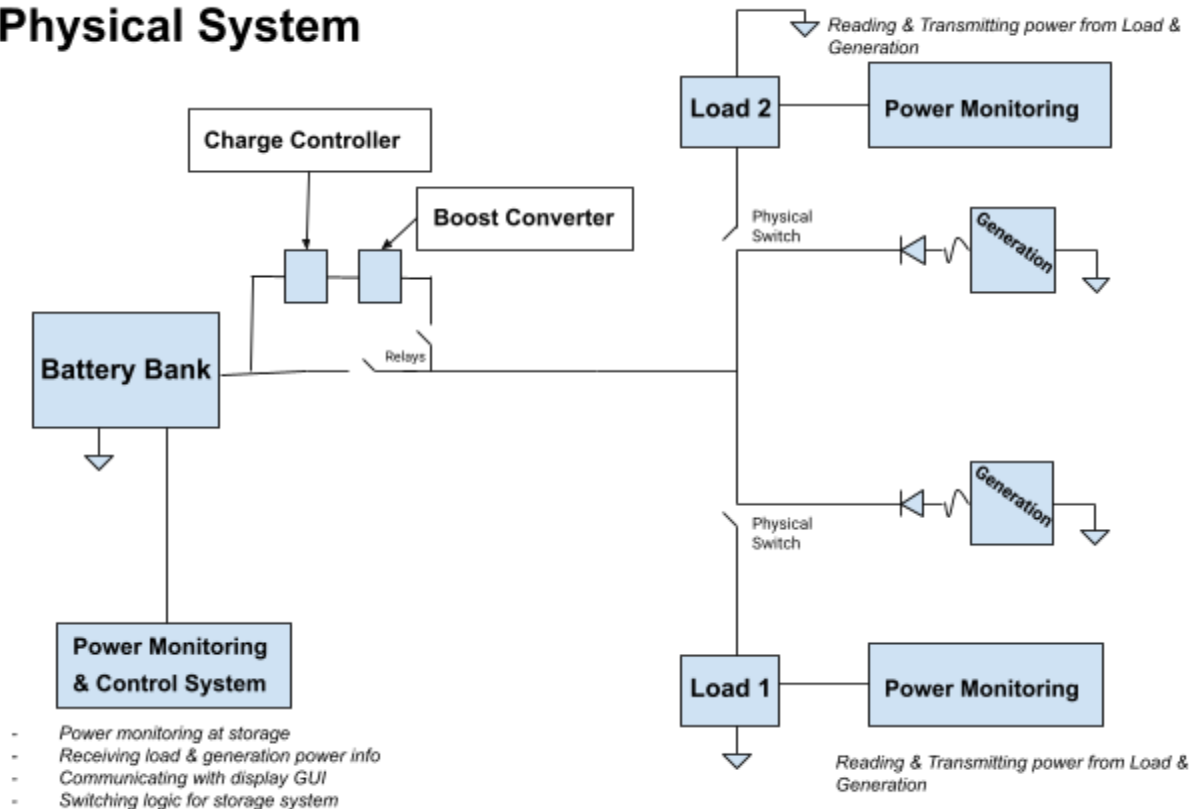 Physical System
Reading & Transmitting power from Load &
Generation
Load 2
Power Monitoring
Charge Controller
Boost Converter
Physical
Switch
Generation
Battery Bank
Relays
Generation
Physical
Switch
Power Monitoring
& Control System
Load 1
Power Monitoring
- Power monitoring at storage
- Receiving load & generation power info
- Communicating with display GUI
- Switching logic for storage system
Reading & Transmitting power from Load &
Generation